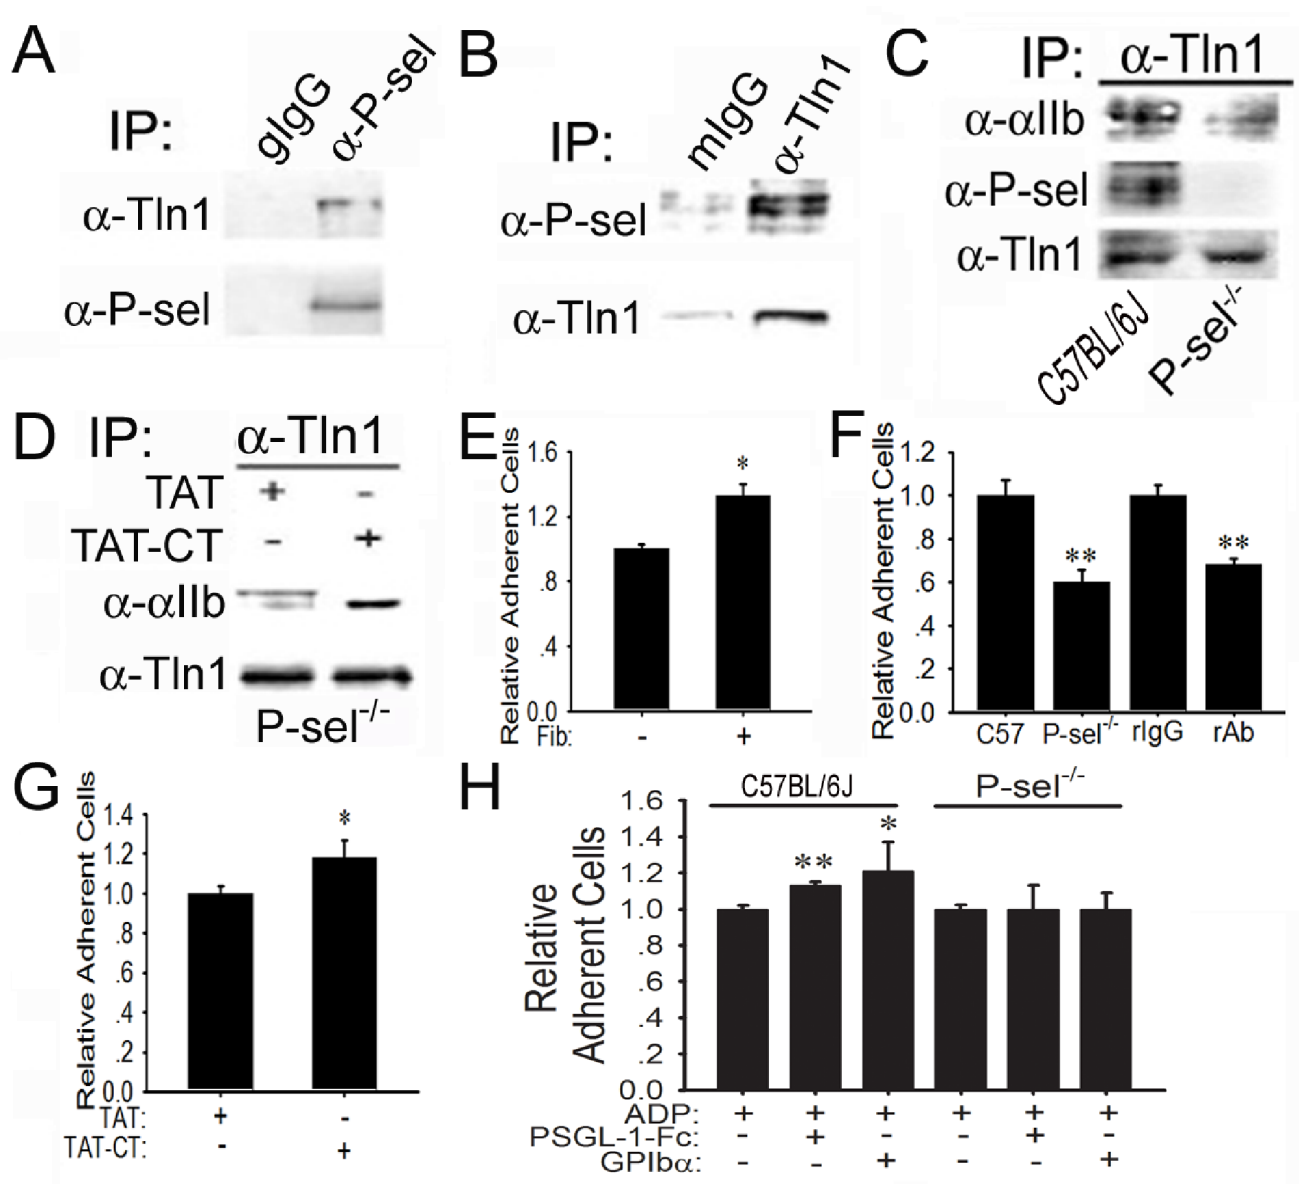 A
IP: gIgG α-P-sel
α-Tln1
α-P-sel
B
IP: mIgG α-Tln1
α-P-sel
α-Tln1
C
IP: α-Tln1
α-αIIb
α-P-sel
α-Tln1
C57BL/6J P-sel-/-
D
IP: α-Tln1
TAT + -
TAT-CT - +
α-αIIb
α-Tln1
P-sel-/-
E
Relative Adherent Cells
1.6
1.2
.8
.4
0.0
*
Fib: - +
F
Relative Adherent Cells
1.2
1.0
.8
.6
.4
.2
0.0
** **
C57 P-sel-/- rIgG rAb
G
Relative Adherent Cells
1.4
1.2
1.0
.8
.6
.4
.2
0.0
*
TAT: + -
TAT-CT: - +
H
C57BL/6J P-sel-/-
Relative
Adherent Cells
1.6
1.4
1.2
1.0
.8
.6
.4
.2
0.0
** *
ADP: + + + + + +
PSGL-1-Fc: - + - - + -
GPIbα: - - + - - +